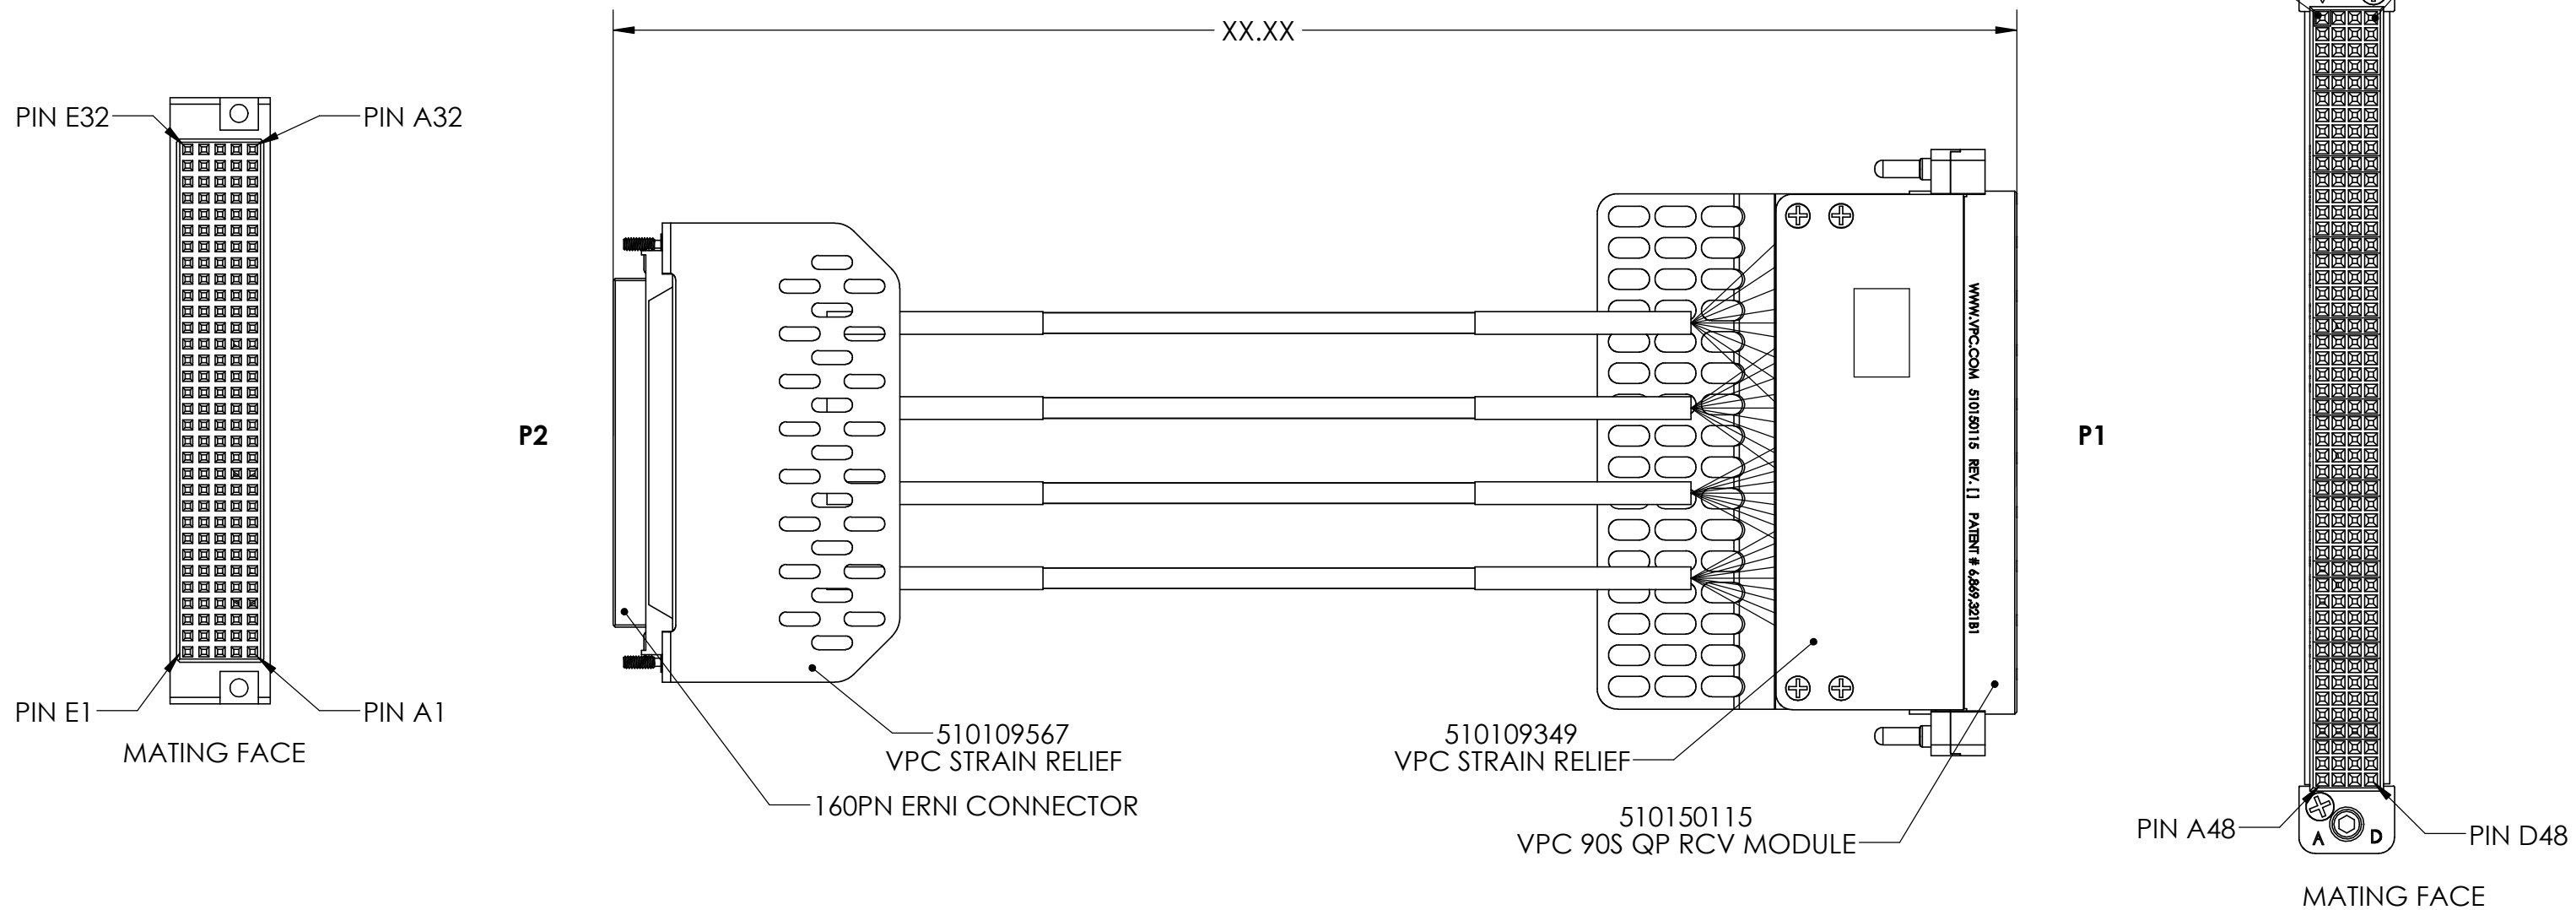 XX.XX
PIN E32
PIN A32
P2
P1
WWW.VPC.COM 510150115 REV. [ ] PATENT # 6,869,321B1
PIN E1
PIN A1
MATING FACE
510109567
VPC STRAIN RELIEF
160PN ERNI CONNECTOR
510109349
VPC STRAIN RELIEF
510150115
VPC 90S QP RCV MODULE
PIN A48
A D
PIN D48
MATING FACE